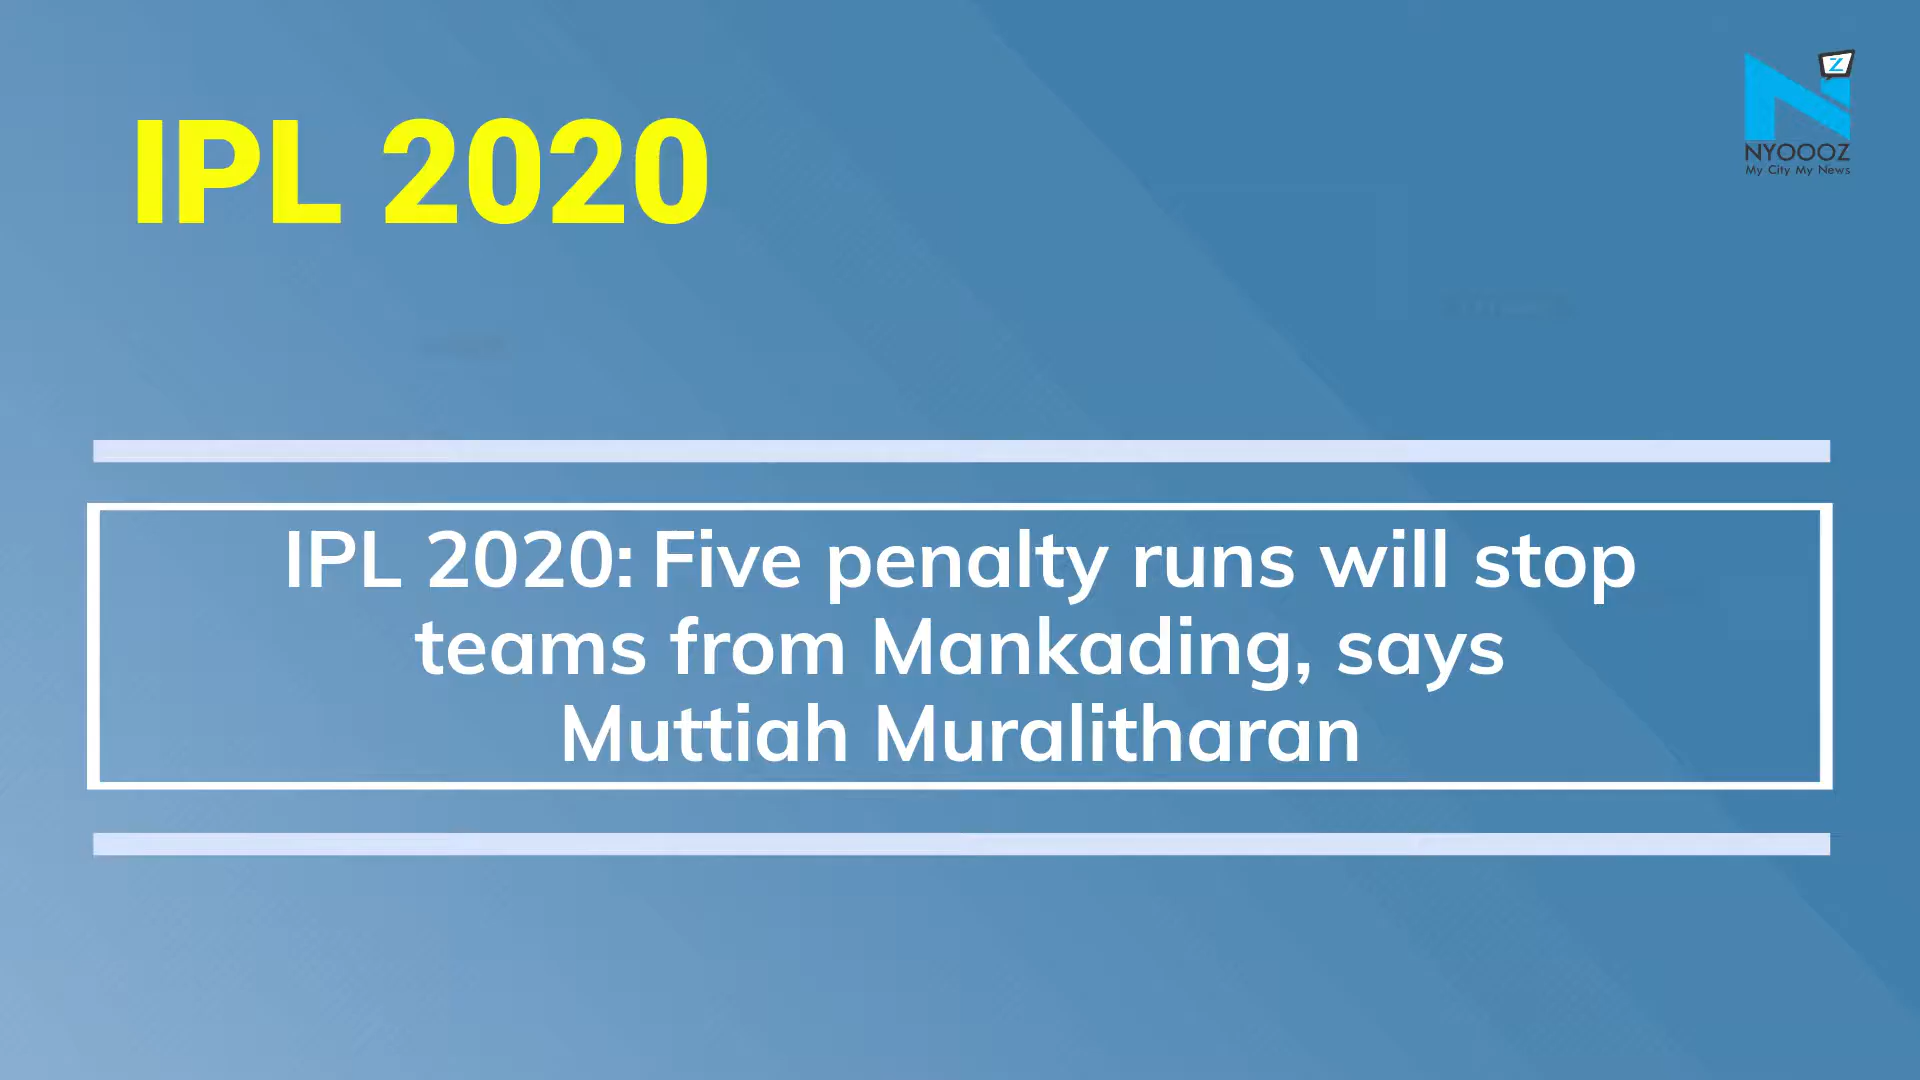 IPL 2020
Z
NYOOOZ
My City My News
IPL 2020: Five penalty runs will stop
teams from Mankading, says
Muttiah Muralitharan